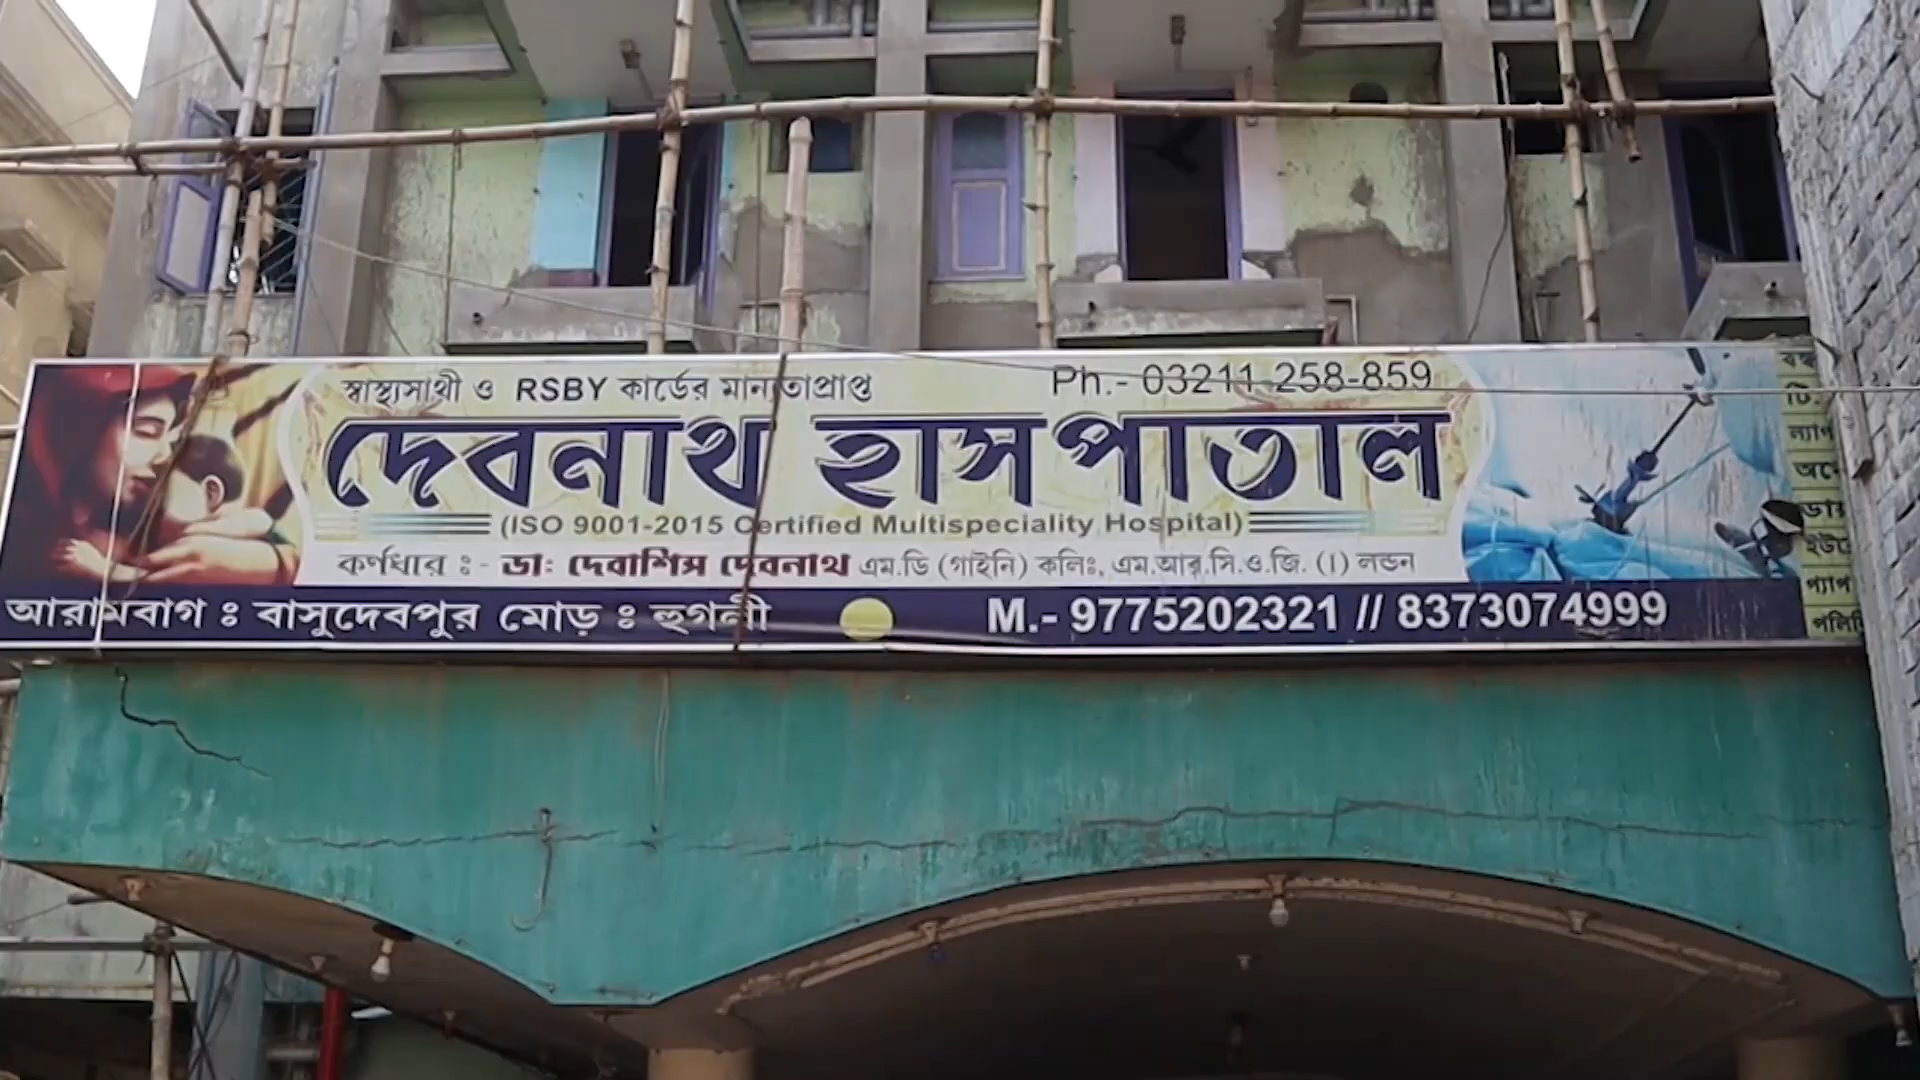 স্বাস্থ্যসাথী ও RSBY কার্ডের মান্যতাপ্রাপ্ত
Ph.- 03211-258-859
দেবনাথ হাসপাতাল
(ISO 9001-2015 Certified Multispeciality Hospital)
কর্ণধার ঃ- ডাঃ দেবাশিস দেবনাথ এম.ডি (গাইনি) কলিঃ, এম.আর.সি.ও.জি. (I) লন্ডন
আরামবাগ ঃ বাসুদেবপুর মোড় ঃ হুগলী
M.- 9775202321 // 8373074999